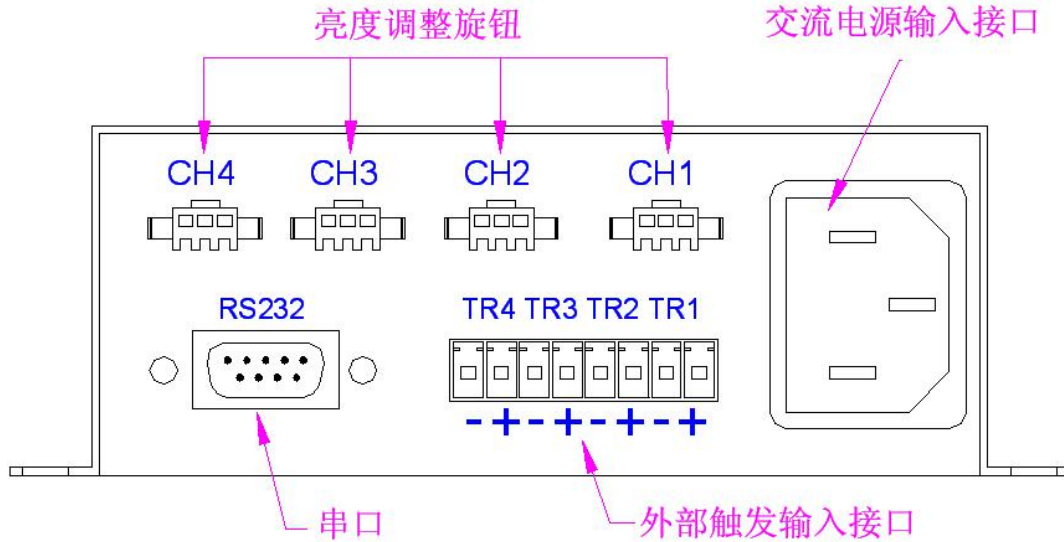 亮度调整旋钮
交流电源输入接口
CH4 CH3 CH2 CH1
RS232
TR4 TR3 TR2 TR1
- + - + - + - +
串口
外部触发输入接口